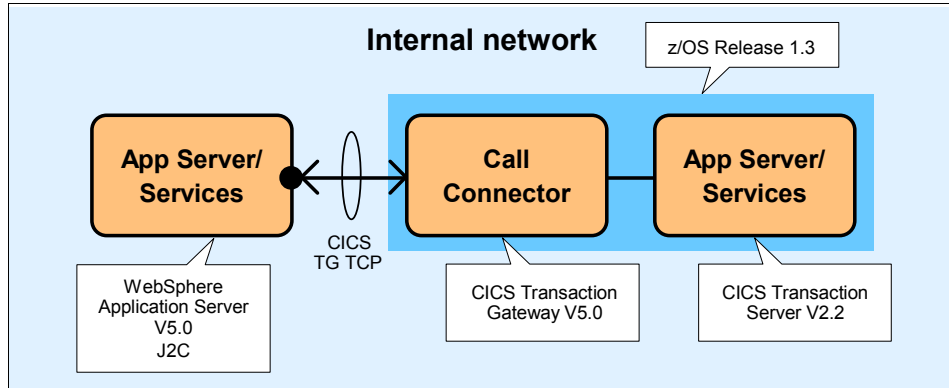 Internal network
z/OS Release 1.3
App Server/
Services
Call
Connector
App Server/
Services
CICS
TG TCP
WebSphere
Application Server
V5.0
J2C
CICS Transaction
Gateway V5.0
CICS Transaction
Server V2.2